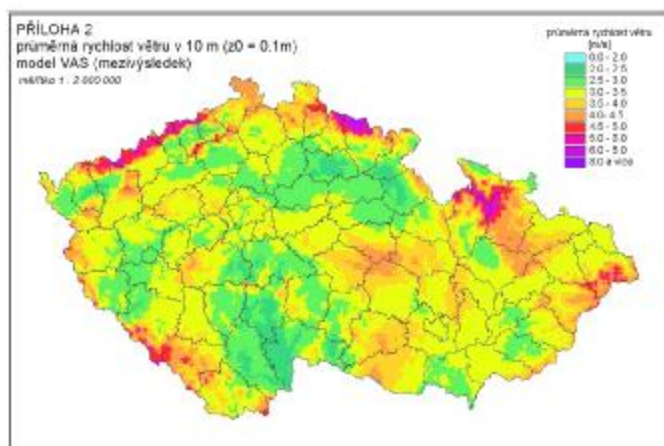 PŘÍLOHA 2
průměrná rychlost větru v 10 m (z0 = 0.1m)
model VAS (mezivýsledek)
měřítko 1 : 2 000 000
průměrná rychlost větru
[m/s]
0.0 - 2.0
2.0 - 2.5
2.5 - 3.0
3.0 - 3.5
3.5 - 4.0
4.0 - 4.5
4.5 - 5.0
5.0 - 6.0
6.0 - 8.0
8.0 a více